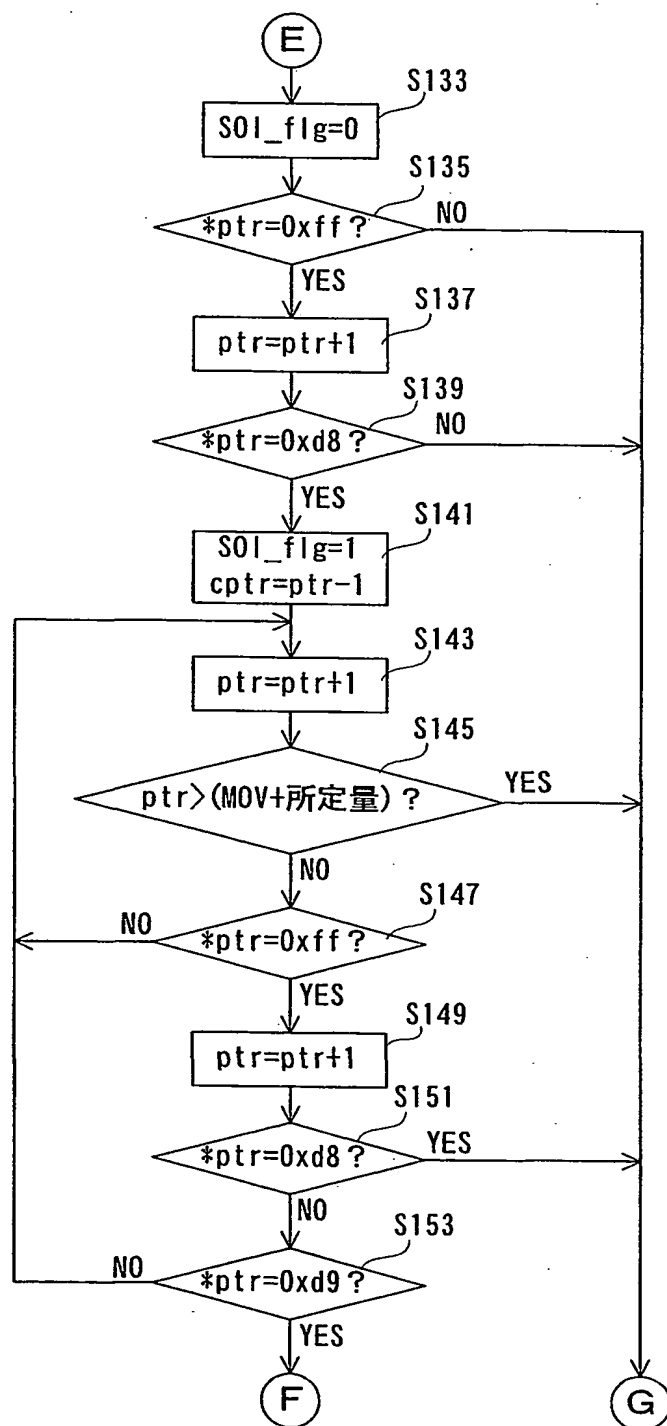 E
S133
SOI_flg=0
S135
*ptr=0xff?
NO
YES
S137
ptr=ptr+1
S139
*ptr=0xd8?
NO
YES
S141
SOI_flg=1
cptr=ptr-1
S143
ptr=ptr+1
S145
ptr>(MOV+所定量)?
YES
NO
S147
NO
*ptr=0xff?
YES
S149
ptr=ptr+1
S151
*ptr=0xd8?
YES
NO
S153
NO
*ptr=0xd9?
YES
F
G